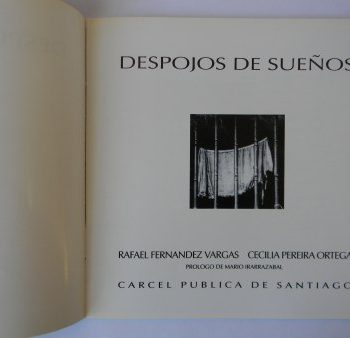 DESPOJOS DE SUEÑOS
RAFAEL FERNANDEZ VARGAS CECILIA PEREIRA ORTEGA
PROLOGO DE MARIO IRARRAZABAL
CARCEL PUBLICA DE SANTIAGO